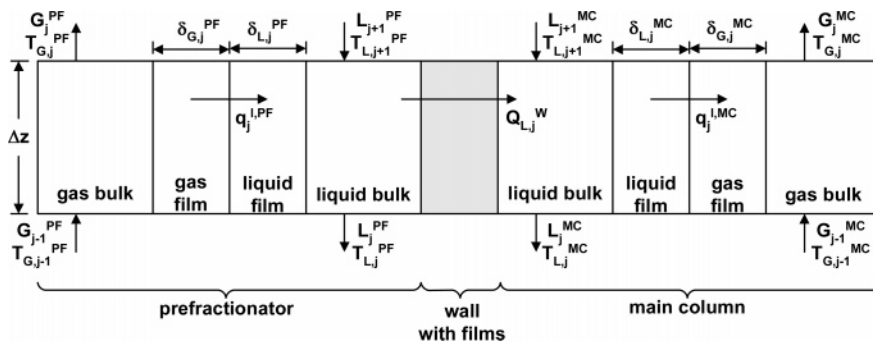 G_j^PF δ_G,j^PF δ_L,j^PF L_j+1^PF L_j+1^MC δ_L,j^MC δ_G,j^MC G_j^MC
T_G,j^PF T_L,j+1^PF T_L,j+1^MC T_G,j^MC
Δz q_j^I,PF Q_L,j^W q_j^I,MC
gas bulk gas film liquid film liquid bulk liquid bulk liquid film gas film gas bulk
G_j-1^PF L_j^PF L_j^MC G_j-1^MC
T_G,j-1^PF T_L,j^PF T_L,j^MC T_G,j-1^MC
prefractionator wall main column
with films